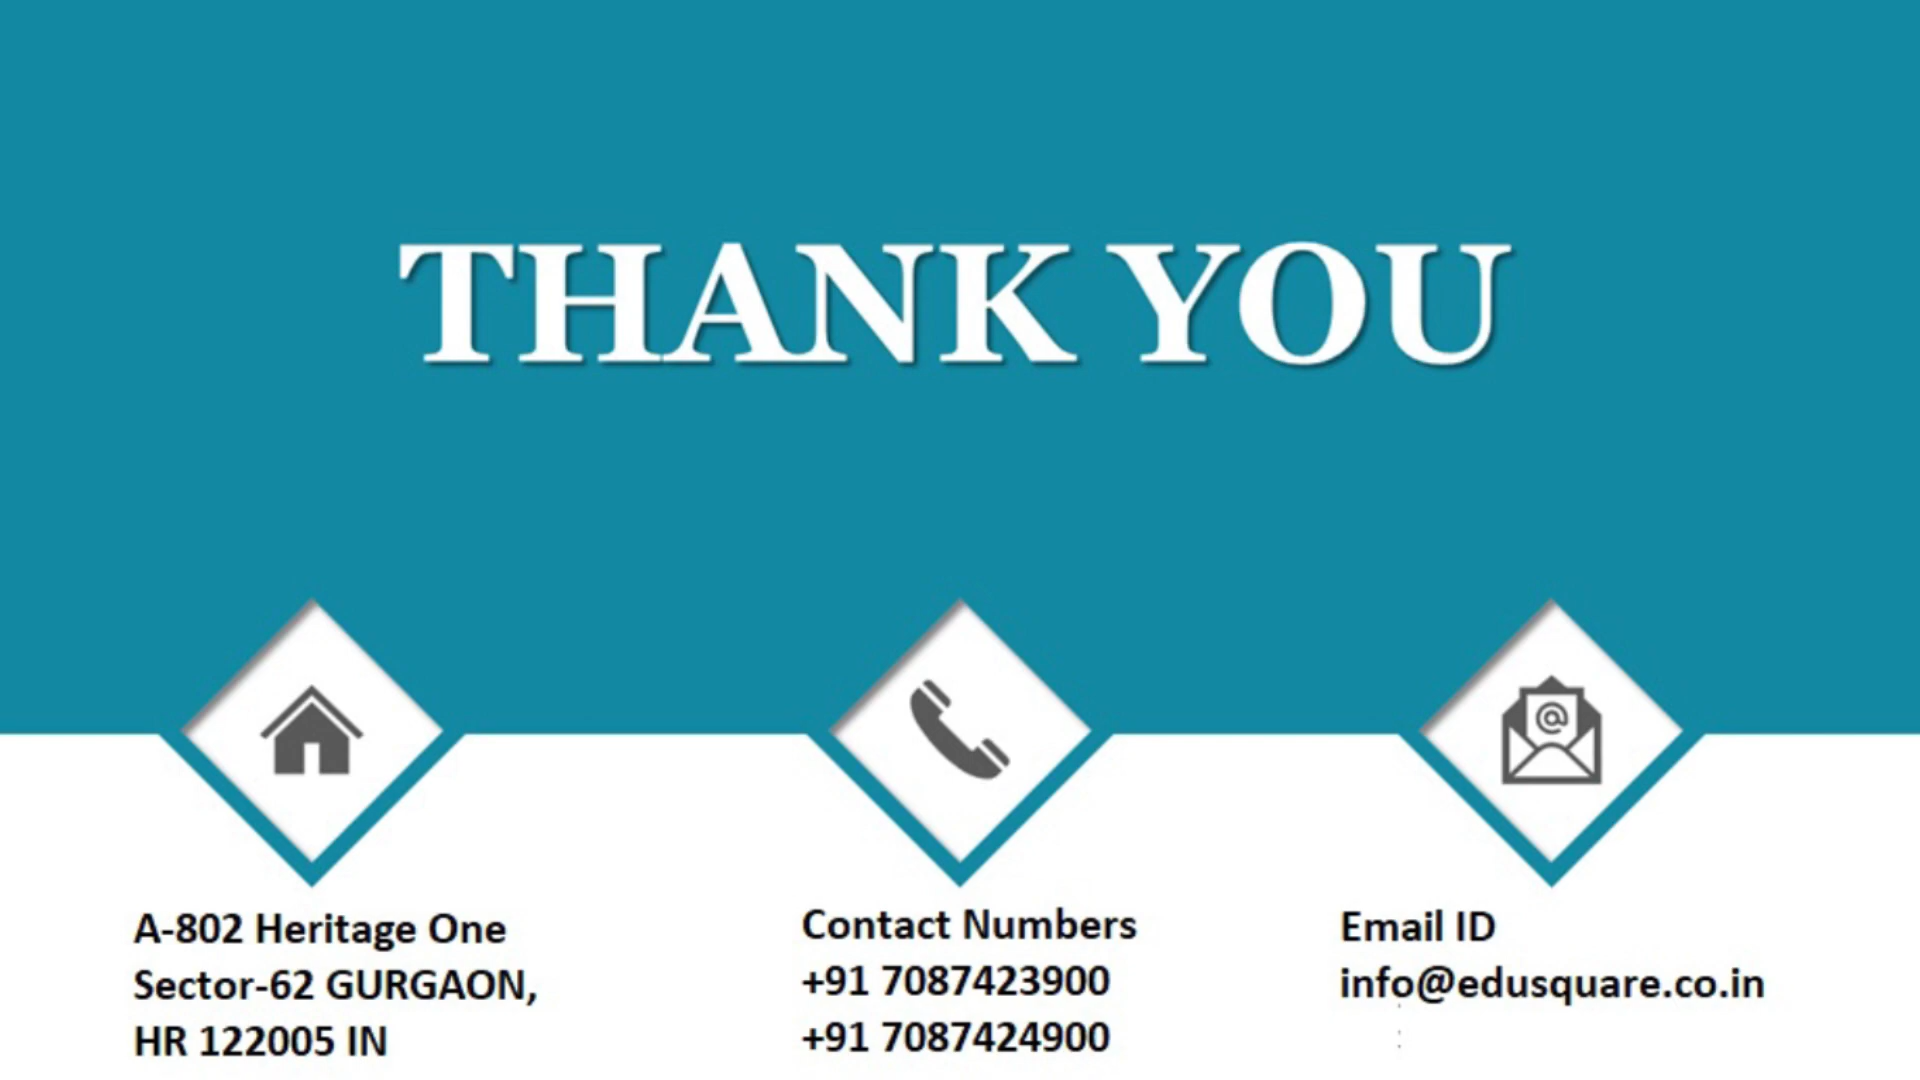 THANK YOU
A-802 Heritage One
Sector-62 GURGAON,
HR 122005 IN
Contact Numbers
+91 7087423900
+91 7087424900
Email ID
info@edusquare.co.in